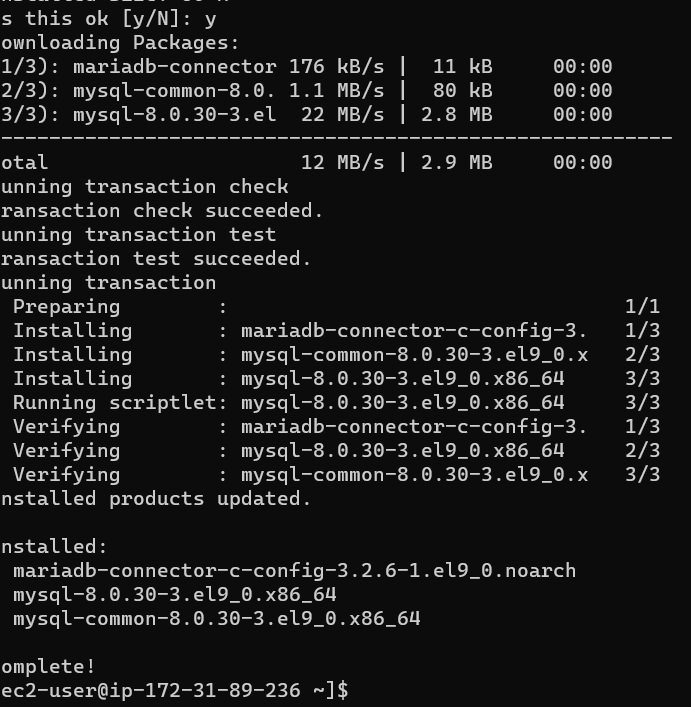 s this ok [y/N]: y
ownloading Packages:
1/3): mariadb-connector 176 kB/s |  11 kB     00:00
2/3): mysql-common-8.0. 1.1 MB/s |  80 kB     00:00
3/3): mysql-8.0.30-3.el  22 MB/s | 2.8 MB     00:00
--------------------------------------------------------
otal                     12 MB/s | 2.9 MB     00:00
unning transaction check
ransaction check succeeded.
unning transaction test
ransaction test succeeded.
unning transaction
 Preparing        :                                 1/1
 Installing       : mariadb-connector-c-config-3.   1/3
 Installing       : mysql-common-8.0.30-3.el9_0.x   2/3
 Installing       : mysql-8.0.30-3.el9_0.x86_64     3/3
 Running scriptlet: mysql-8.0.30-3.el9_0.x86_64     3/3
 Verifying        : mariadb-connector-c-config-3.   1/3
 Verifying        : mysql-8.0.30-3.el9_0.x86_64     2/3
 Verifying        : mysql-common-8.0.30-3.el9_0.x   3/3
nstalled products updated.

nstalled:
 mariadb-connector-c-config-3.2.6-1.el9_0.noarch
 mysql-8.0.30-3.el9_0.x86_64
 mysql-common-8.0.30-3.el9_0.x86_64

omplete!
ec2-user@ip-172-31-89-236 ~]$